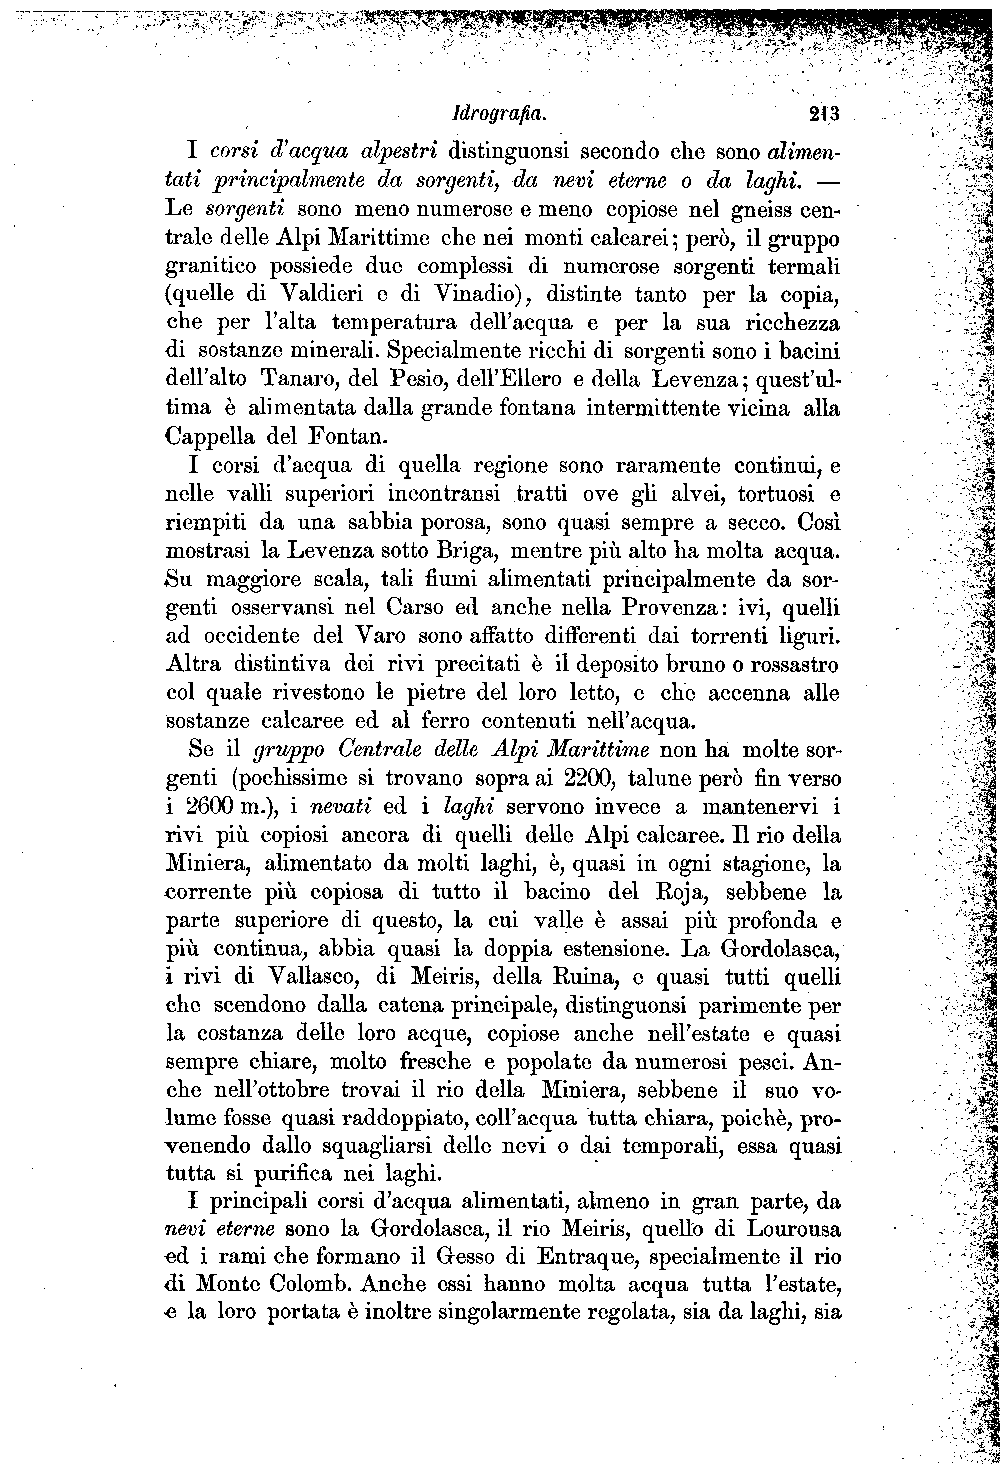 Idrografia. 213
I corsi d'acqua alpestri distinguonsi secondo che sono alimen-
tati principalmente da sorgenti, da nevi eterne o da laghi. —
Le sorgenti sono meno numerose e meno copiose nel gneiss cen-
trale delle Alpi Marittime che nei monti calcarei; però, il gruppo
granitico possiede due complessi di numerose sorgenti termali
(quelle di Valdieri e di Vinadio), distinte tanto per la copia,
che per l'alta temperatura dell'acqua e per la sua ricchezza
di sostanze minerali. Specialmente ricchi di sorgenti sono i bacini
dell'alto Tanaro, del Pesio, dell'Ellero e della Levenza; quest'ul-
tima è alimentata dalla grande fontana intermittente vicina alla
Cappella del Fontan.
I corsi d'acqua di quella regione sono raramente continui, e
nelle valli superiori incontransi tratti ove gli alvei, tortuosi e
riempiti da una sabbia porosa, sono quasi sempre a secco. Così
mostrasi la Levenza sotto Briga, mentre più alto ha molta acqua.
Su maggiore scala, tali fiumi alimentati principalmente da sor-
genti osservansi nel Carso ed anche nella Provenza: ivi, quelli
ad occidente del Varo sono affatto differenti dai torrenti liguri.
Altra distintiva dei rivi precitati è il deposito bruno o rossastro
col quale rivestono le pietre del loro letto, e che accenna alle
sostanze calcaree ed al ferro contenuti nell'acqua.
Se il gruppo Centrale delle Alpi Marittime non ha molte sor-
genti (pochissime si trovano sopra ai 2200, talune però fin verso
i 2600 m.), i nevati ed i laghi servono invece a mantenervi i
rivi più copiosi ancora di quelli delle Alpi calcaree. Il rio della
Miniera, alimentato da molti laghi, è, quasi in ogni stagione, la
corrente più copiosa di tutto il bacino del Roja, sebbene la
parte superiore di questo, la cui valle è assai più profonda e
più continua, abbia quasi la doppia estensione. La Gordolasca,
i rivi di Vallasco, di Meiris, della Ruina, e quasi tutti quelli
che scendono dalla catena principale, distinguonsi parimente per
la costanza delle loro acque, copiose anche nell'estate e quasi
sempre chiare, molto fresche e popolate da numerosi pesci. An-
che nell'ottobre trovai il rio della Miniera, sebbene il suo vo-
lume fosse quasi raddoppiato, coll'acqua tutta chiara, poichè, pro-
venendo dallo squagliarsi delle nevi o dai temporali, essa quasi
tutta si purifica nei laghi.
I principali corsi d'acqua alimentati, almeno in gran parte, da
nevi eterne sono la Gordolasca, il rio Meiris, quello di Lourousa
ed i rami che formano il Gesso di Entraque, specialmente il rio
di Monte Colomb. Anche essi hanno molta acqua tutta l'estate,
e la loro portata è inoltre singolarmente regolata, sia da laghi, sia